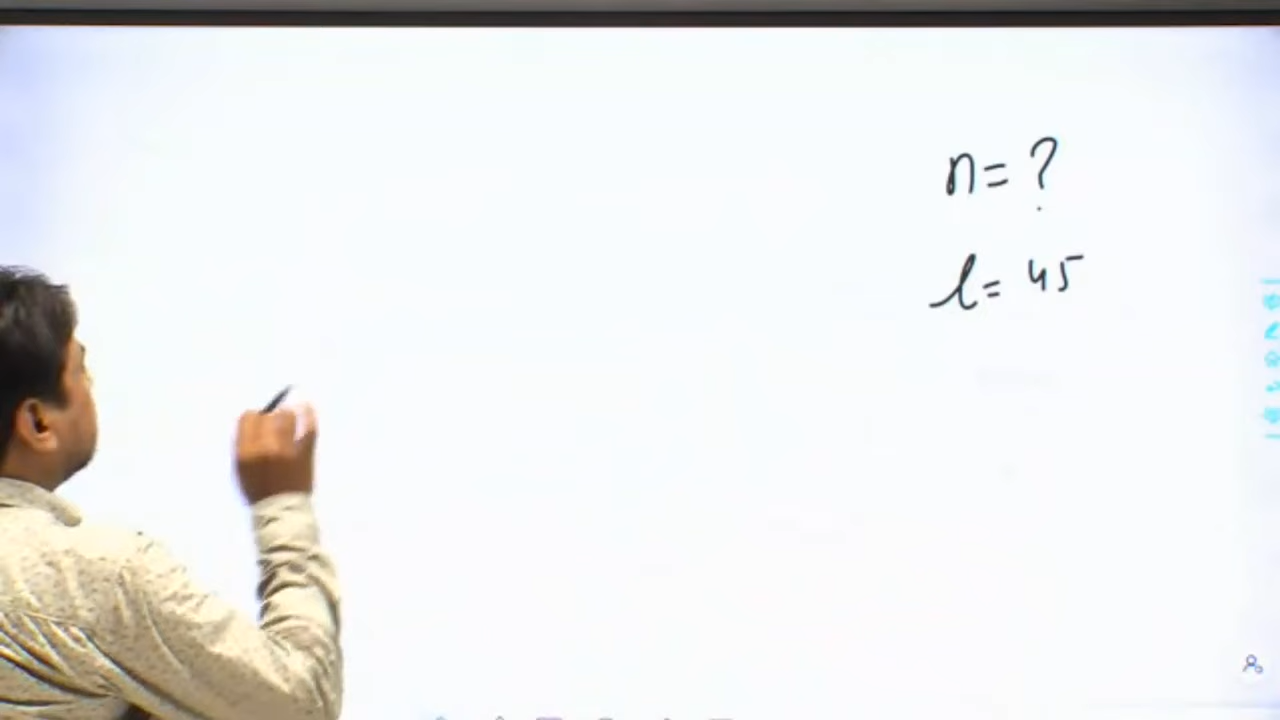 n = ?
l = 45